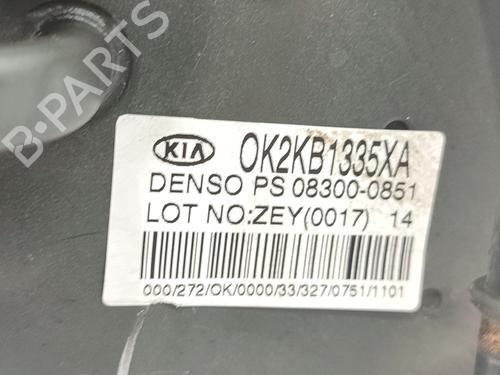 B-PARTS
KIA OK2KB1335XA
DENSO PS 08300-0851
LOT NO:ZEY(0017) 14
000/272/OK/0000/33/327/0751/1101
B-PARTS